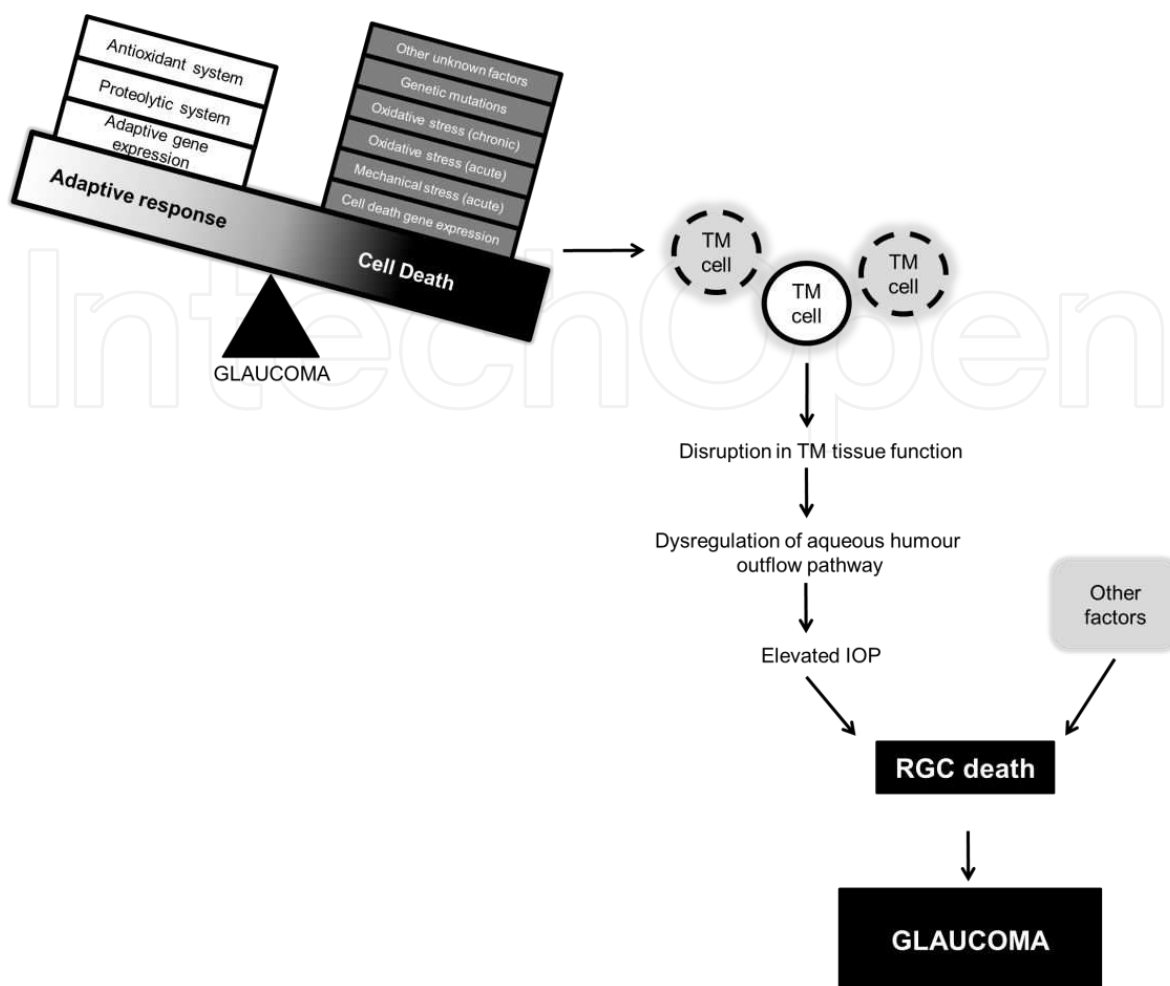 Antioxidant system
Proteolytic system
Adaptive gene
expression
Adaptive response
Other unknown factors
Genetic mutations
Oxidative stress (chronic)
Oxidative stress (acute)
Mechanical stress (acute)
Cell death gene expression
Cell Death
GLAUCOMA
TM
cell
TM
cell
TM
cell
IntechOpen
Disruption in TM tissue function
Dysregulation of aqueous humour
outflow pathway
Elevated IOP
Other
factors
RGC death
GLAUCOMA